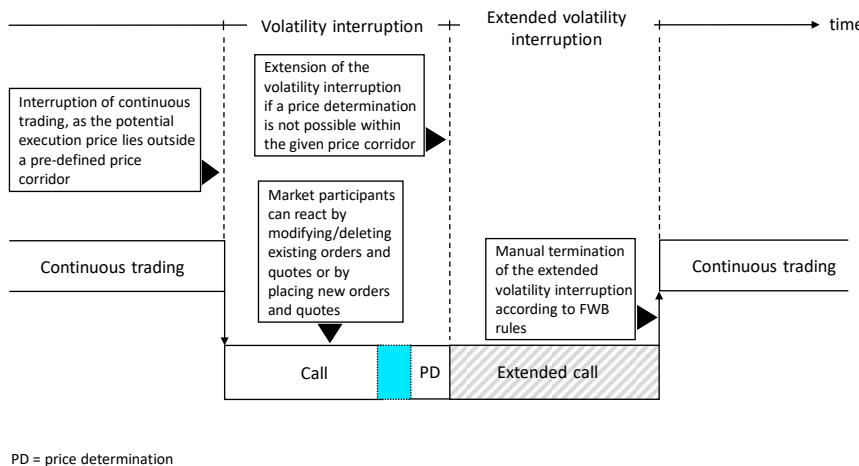 Volatility interruption
Extended volatility
interruption
time
Interruption of continuous
trading, as the potential
execution price lies outside
a pre-defined price
corridor
Extension of the
volatility interruption
if a price determination
is not possible within
the given price corridor
Market participants
can react by
modifying/deleting
existing orders and
quotes or by
placing new orders
and quotes
Manual termination
of the extended
volatility interruption
according to FWB
rules
Continuous trading
Continuous trading
Call
PD
Extended call
PD = price determination